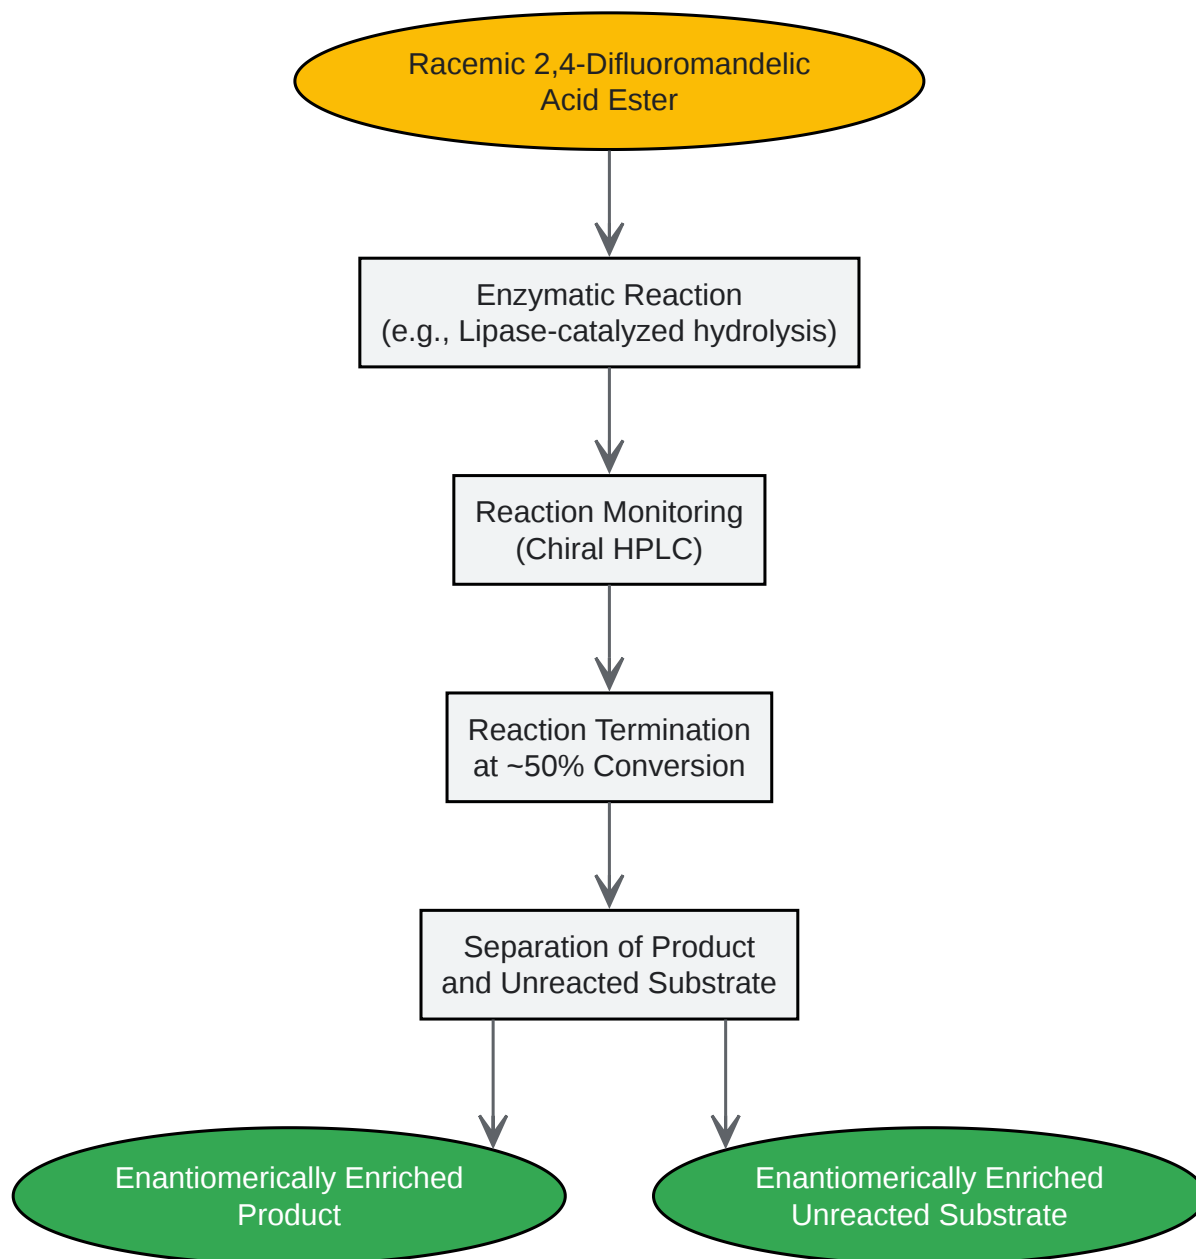 Racemic 2,4-Difluoromandelic
Acid Ester
Enzymatic Reaction
(e.g., Lipase-catalyzed hydrolysis)
Reaction Monitoring
(Chiral HPLC)
Reaction Termination
at ~50% Conversion
Separation of Product
and Unreacted Substrate
Enantiomerically Enriched
Product
Enantiomerically Enriched
Unreacted Substrate